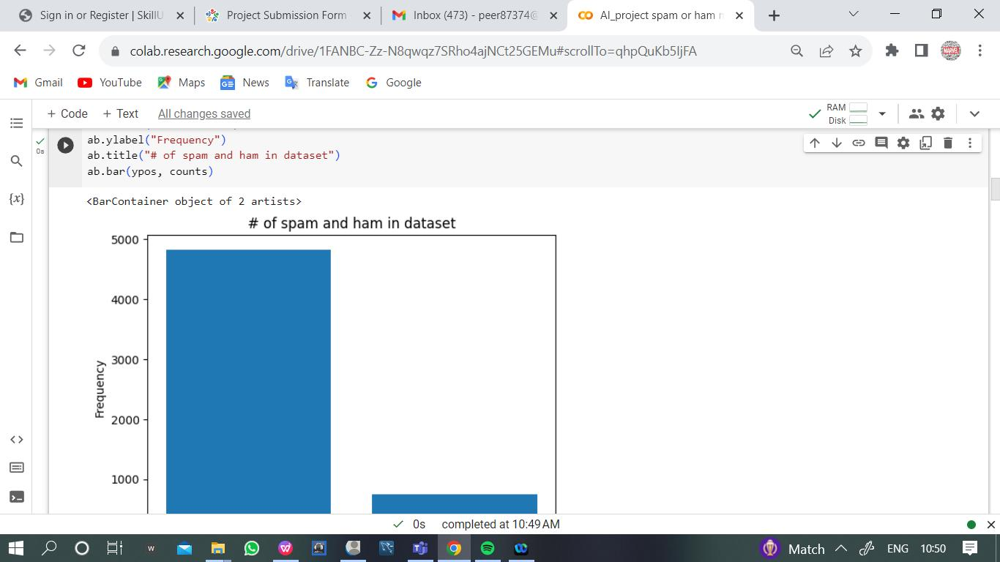 Sign in or Register | SkillU
Project Submission Form
Inbox (473) - peer87374@
AI_project spam or ham n
colab.research.google.com/drive/1FANBC-Zz-N8qwqz7SRho4ajNCt25GEMu#scrollTo=qhpQuKb5IjFA
Gmail YouTube Maps News Translate Google
+ Code + Text All changes saved
RAM
Disk
0s
ab.ylabel("Frequency")
ab.title("# of spam and ham in dataset")
ab.bar(ypos, counts)
<BarContainer object of 2 artists>
# of spam and ham in dataset
5000
4000
3000
2000
1000
Frequency
{x}
0s completed at 10:49 AM
Match ENG 10:50